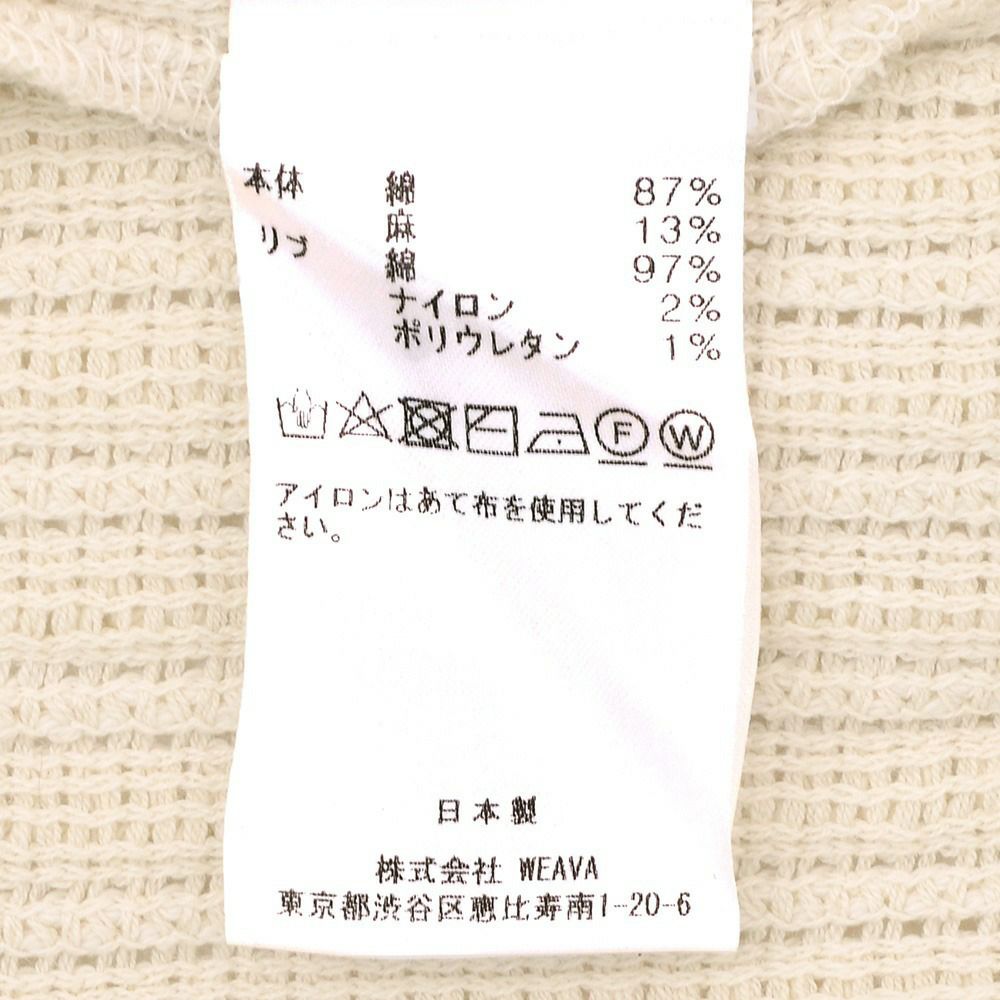 本体 綿 87%
麻 13%
リブ 綿 97%
ナイロン 2%
ポリウレタン 1%
F W
アイロンはあて布を使用してくだ
さい。
日本製
株式会社 WEAVA
東京都渋谷区恵比寿南1-20-6